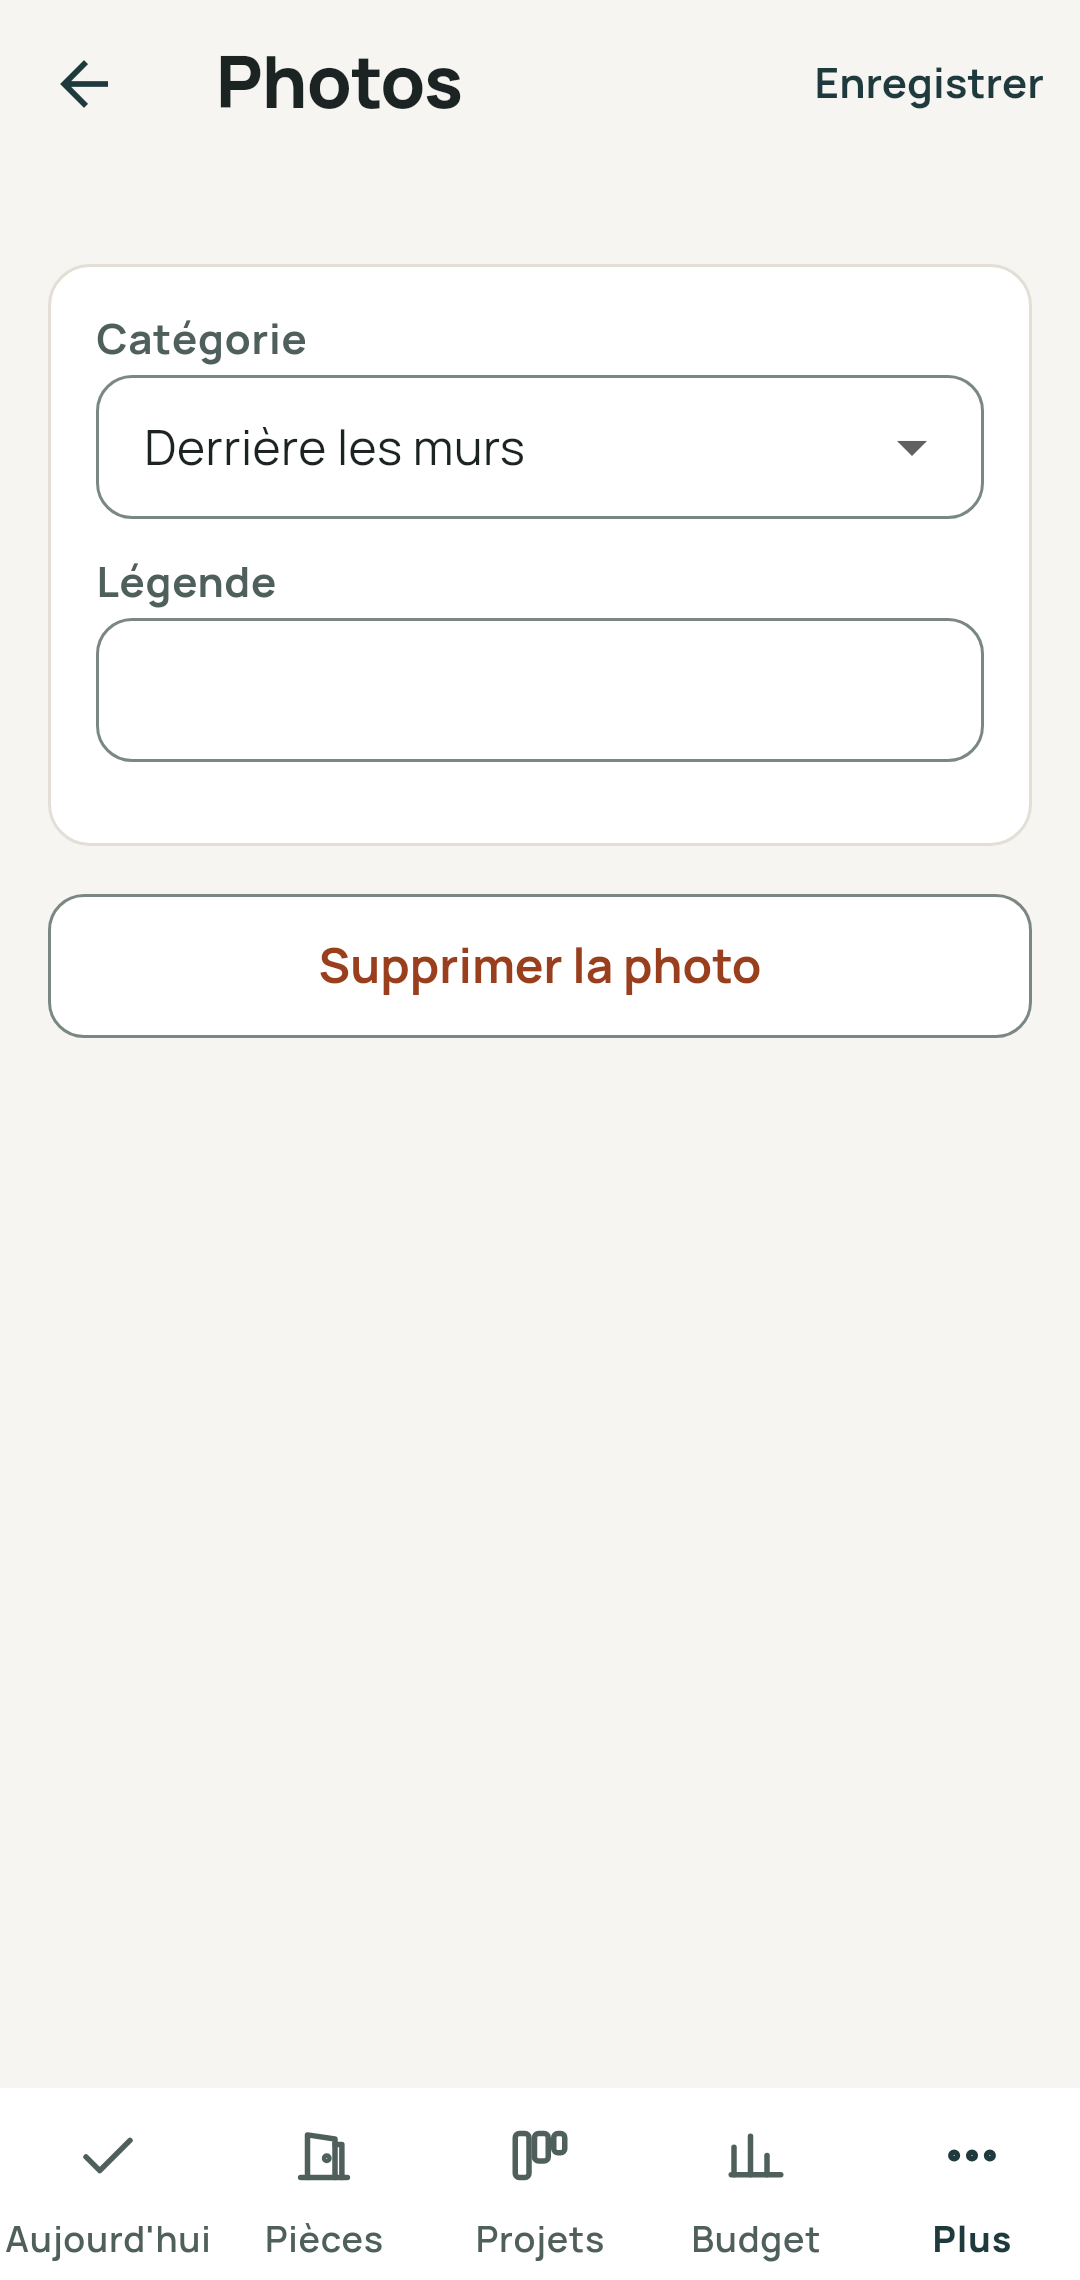 Photos
Enregistrer
Catégorie
Derrière les murs
Légende
Supprimer la photo
Aujourd'hui
Pièces
Projets
Budget
Plus